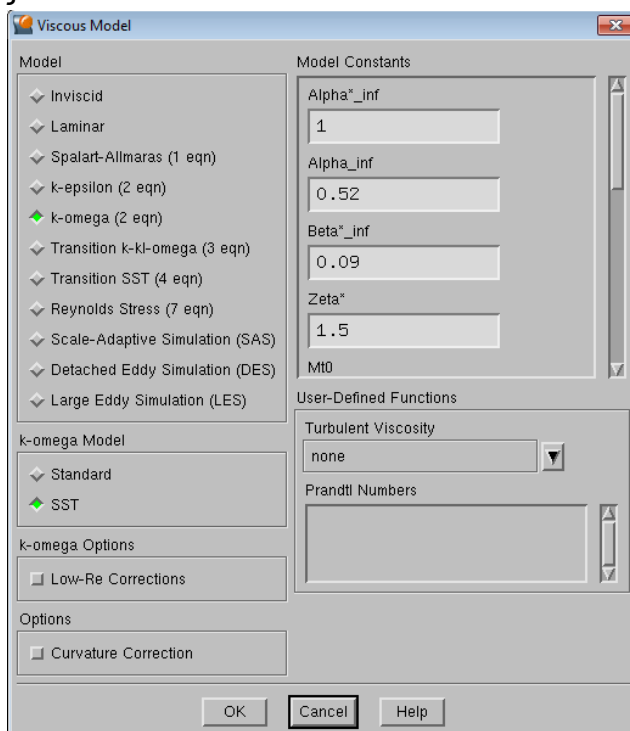 Viscous Model
Model
Inviscid
Laminar
Spalart-Allmaras (1 eqn)
k-epsilon (2 eqn)
k-omega (2 eqn)
Transition k-kl-omega (3 eqn)
Transition SST (4 eqn)
Reynolds Stress (7 eqn)
Scale-Adaptive Simulation (SAS)
Detached Eddy Simulation (DES)
Large Eddy Simulation (LES)
k-omega Model
Standard
SST
k-omega Options
Low-Re Corrections
Options
Curvature Correction
Model Constants
Alpha*_inf
1
Alpha_inf
0.52
Beta*_inf
0.09
Zeta*
1.5
Mt0
User-Defined Functions
Turbulent Viscosity
none
Prandtl Numbers
OK
Cancel
Help